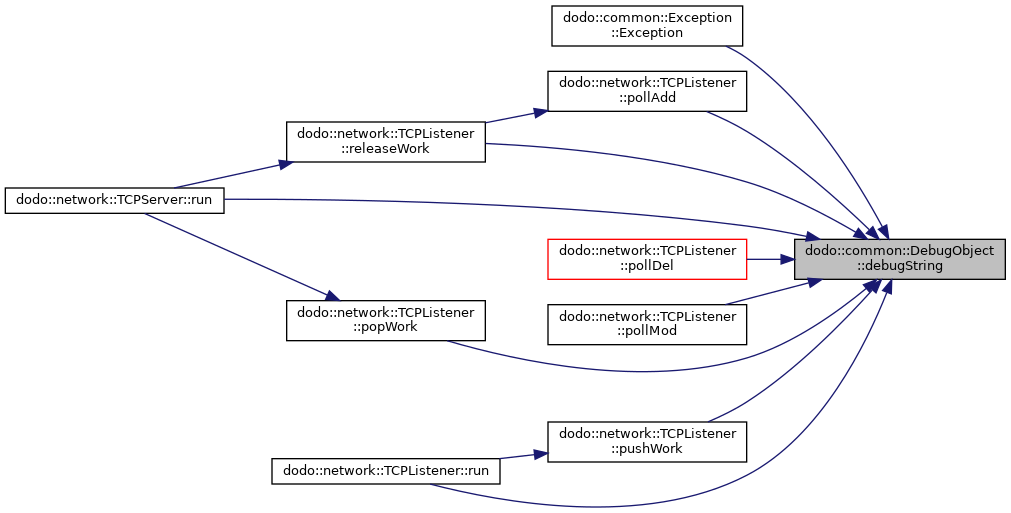 dodo::common::Exception
::Exception
dodo::network::TCPListener
::pollAdd
dodo::network::TCPListener
::releaseWork
dodo::network::TCPServer::run
dodo::network::TCPListener
::pollDel
dodo::common::DebugObject
::debugString
dodo::network::TCPListener
::popWork
dodo::network::TCPListener
::pollMod
dodo::network::TCPListener
::pushWork
dodo::network::TCPListener::run